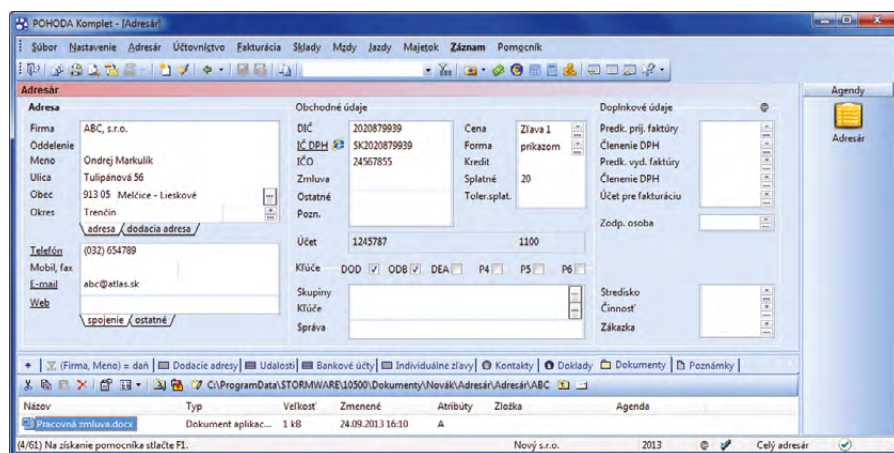 POHODA Komplet - [Adresár]
Súbor Nastavenie Adresár Účtovníctvo Fakturácia Sklady Mzdy Jazdy Majetok Záznam Pomocník
Adresár
Agendy
Adresár
Adresa
Firma ABC, s.r.o.
Oddelenie
Meno Ondrej Markulík
Ulica Tulipánová 56
Obec 913 05 Melčice - Lieskové
Okres Trenčín
adresa dodacia adresa
Telefón (032) 654789
Mobil, fax
E-mail abc@atlas.sk
Web
spojenie ostatné
Obchodné údaje
DIČ 2020879939 Cena Zľava 1
IČ DPH SK2020879939 Forma príkazom
IČO 24567855 Kredit
Zmluva Splatné 20
Ostatné Toler.splat.
Pozn.
Účet 1245787 1100
Kľúče DOD ODB DEA P4 P5 P6
Skupiny
Kľúče
Správa
Doplnkové údaje @
Predk. prij. faktúry
Členenie DPH
Predk. vyd. faktúry
Členenie DPH
Účet pre fakturáciu
Zodp. osoba
Stredisko
Činnosť
Zákazka
(Firma, Meno) = daň Dodacie adresy Udalosti Bankové účty Individuálne zľavy Kontakty Doklady Dokumenty Poznámky
C:\ProgramData\STORMWARE\10500\Dokumenty\Novák\Adresár\Adresár\ABC
Názov Typ Veľkosť Zmenené Atribúty Zložka Agenda
Pracovná zmluva.docx Dokument aplikac... 1 kB 24.09.2013 16:10 A
(4/61) Na získanie pomocníka stlačte F1. Nový s.r.o. 2013 @ Celý adresár